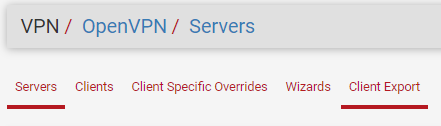 VPN / OpenVPN / Servers
Servers Clients Client Specific Overrides Wizards Client Export